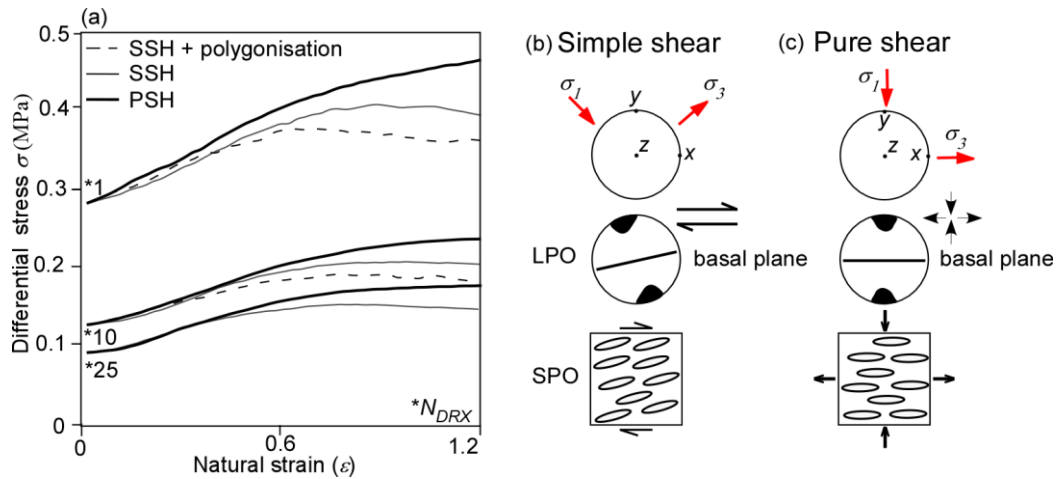 (a)
0.5
0.4
0.3
0.2
0.1
0
Differential stress σ (MPa)
SSH + polygonisation
SSH
PSH
*1
*10
*25
*N_DRX
0
0.6
1.2
Natural strain (ε)
(b) Simple shear
σ1
σ3
y
z
x
LPO
basal plane
SPO
(c) Pure shear
σ1
y
z
x
σ3
basal plane